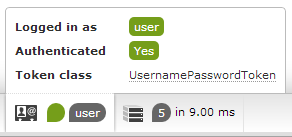 Logged in as user
Authenticated Yes
Token class UsernamePasswordToken
user 5 in 9.00 ms